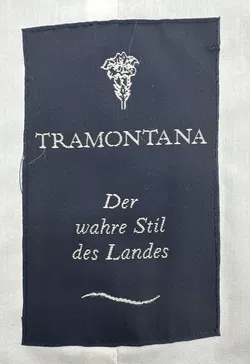 TRAMONTANA
Der
wahre Stil
des Landes